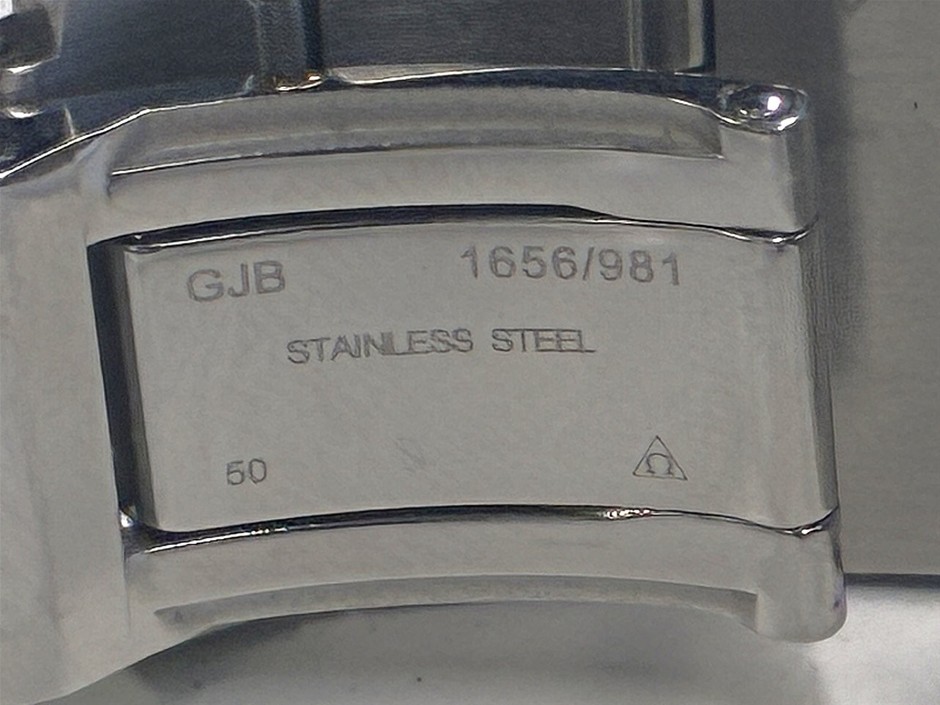 GJB 1656/981
STAINLESS STEEL
50 Ω